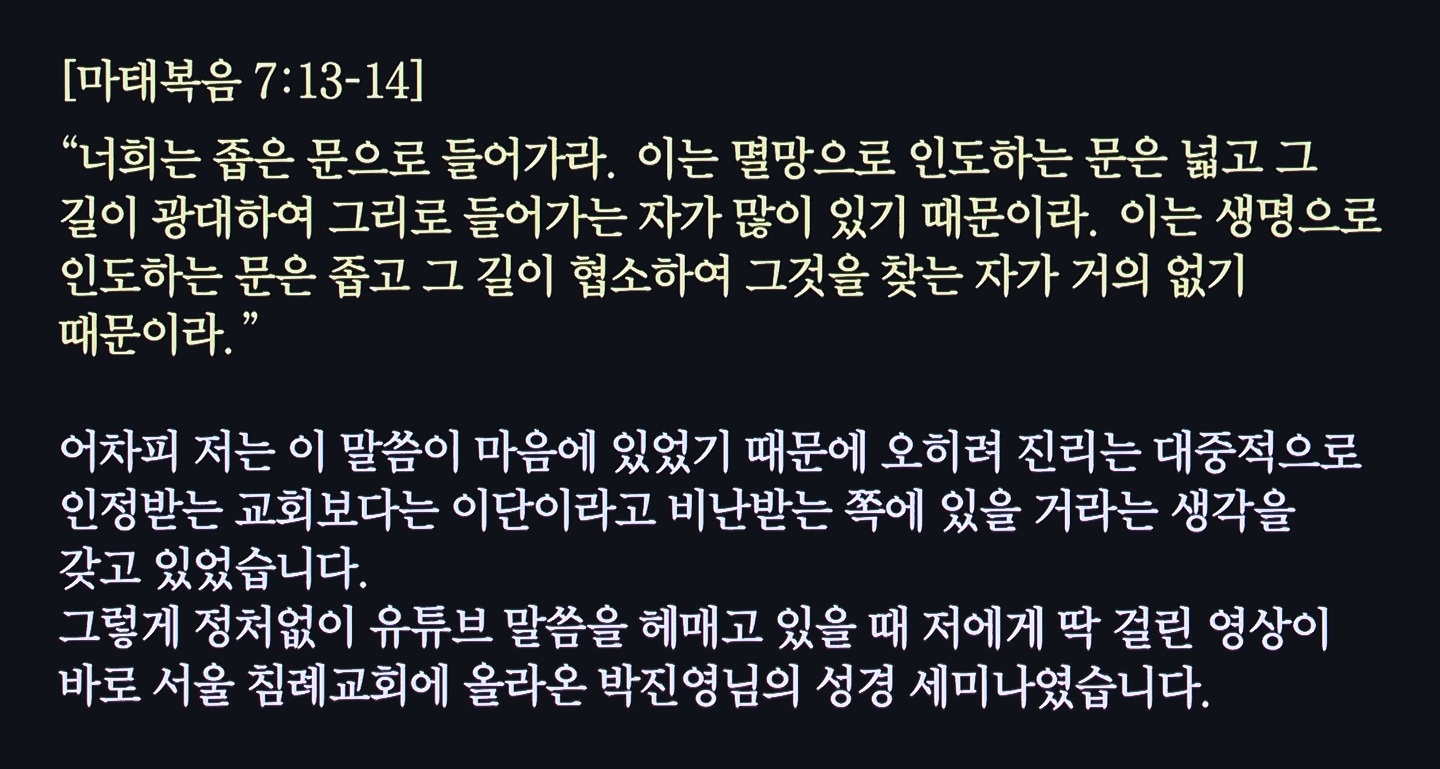 [마태복음 7:13-14]
“너희는 좁은 문으로 들어가라. 이는 멸망으로 인도하는 문은 넓고 그
길이 광대하여 그리로 들어가는 자가 많이 있기 때문이라. 이는 생명으로
인도하는 문은 좁고 그 길이 협소하여 그것을 찾는 자가 거의 없기
때문이라.”
어차피 저는 이 말씀이 마음에 있었기 때문에 오히려 진리는 대중적으로
인정받는 교회보다는 이단이라고 비난받는 쪽에 있을 거라는 생각을
갖고 있었습니다.
그렇게 정처없이 유튜브 말씀을 헤매고 있을 때 저에게 딱 걸린 영상이
바로 서울 침례교회에 올라온 박진영님의 성경 세미나였습니다.